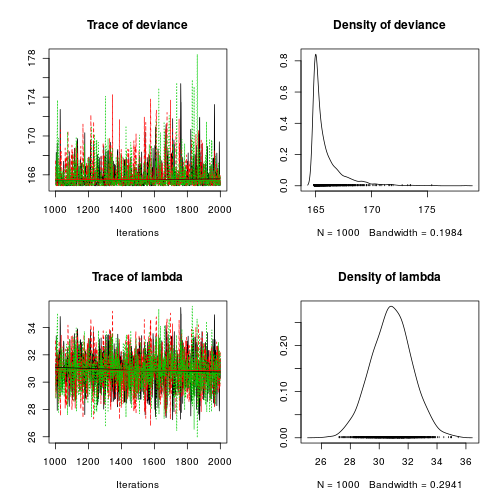 Trace of deviance
Density of deviance
166 170 174 178
1000 1200 1400 1600 1800 2000
Iterations
0.0 0.2 0.4 0.6 0.8
165 170 175
N = 1000 Bandwidth = 0.1984
Trace of lambda
Density of lambda
26 28 30 32 34
1000 1200 1400 1600 1800 2000
Iterations
0.00 0.10 0.20
26 28 30 32 34 36
N = 1000 Bandwidth = 0.2941